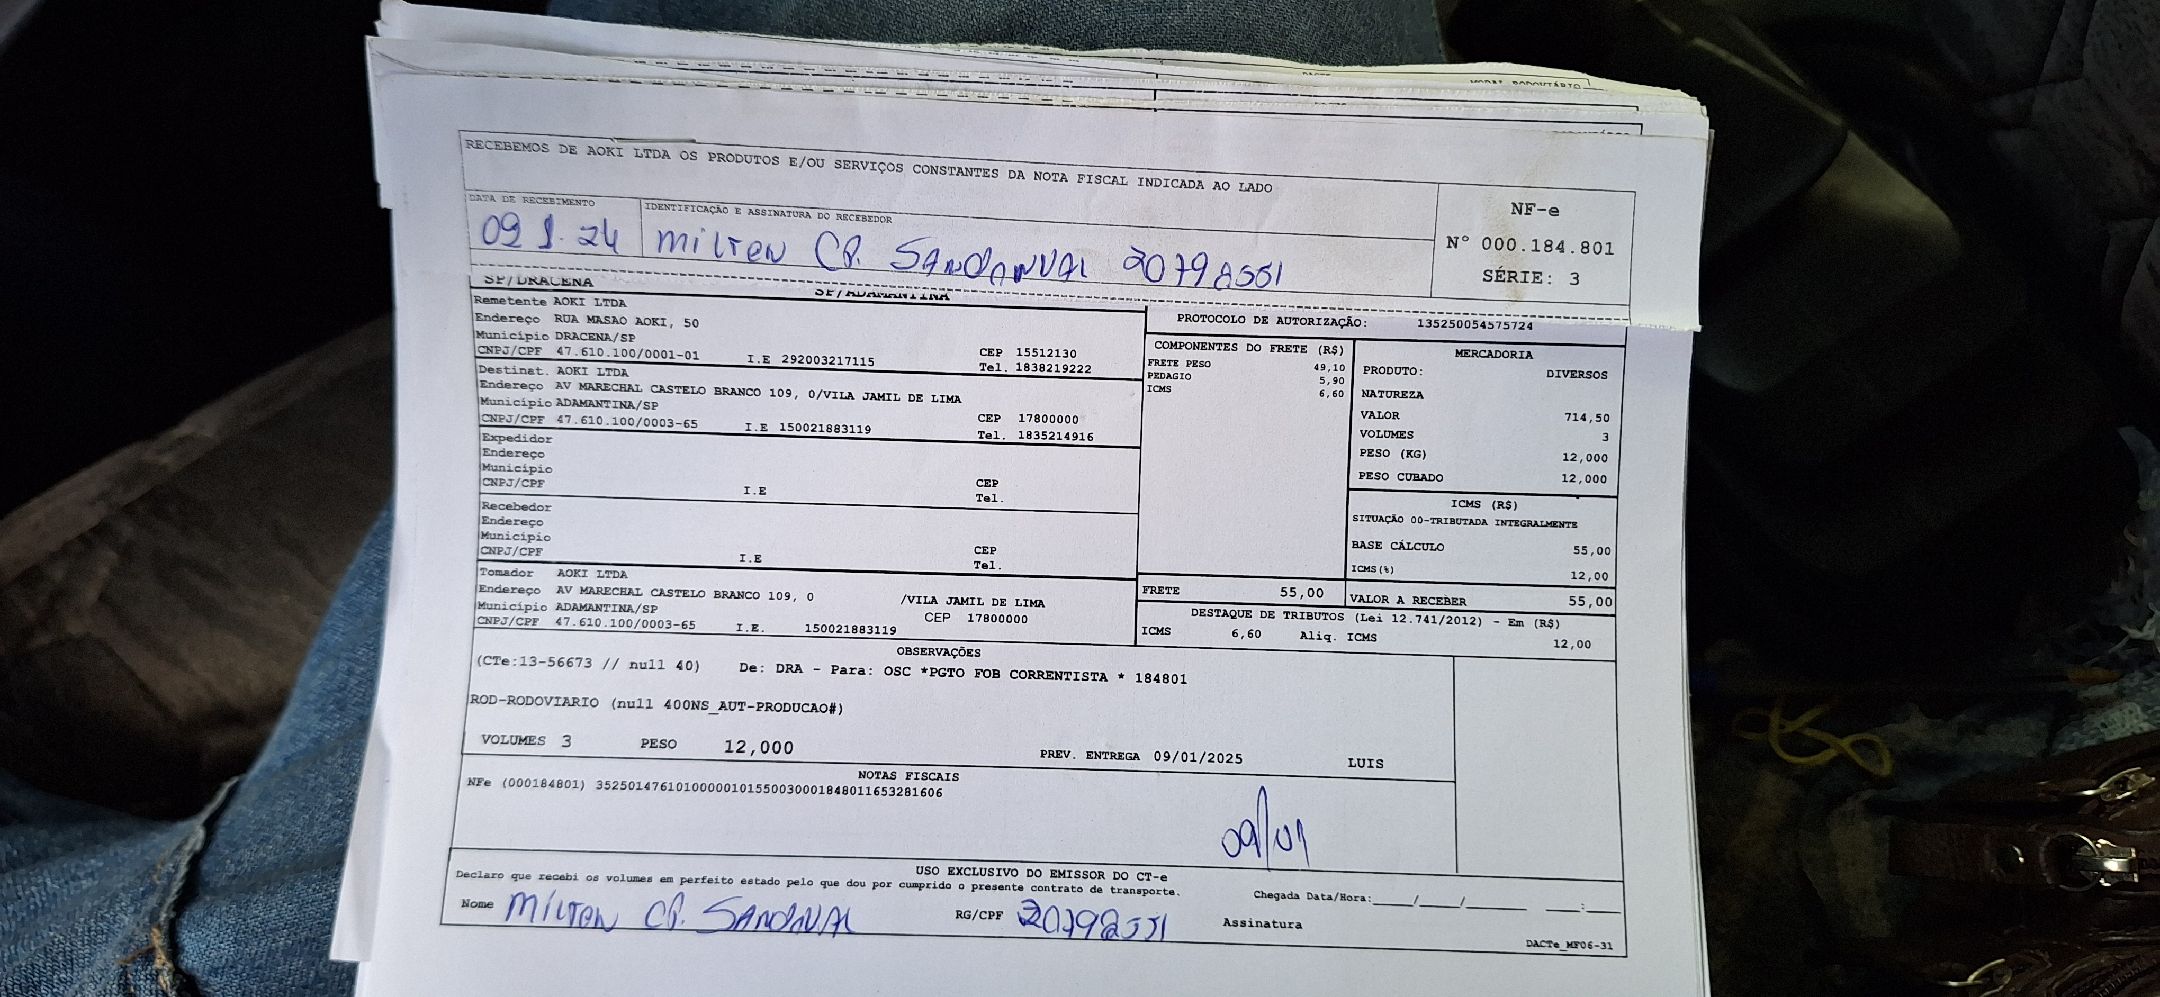 RECEBEMOS DE AOKI LTDA OS PRODUTOS E/OU SERVIÇOS CONSTANTES DA NOTA FISCAL INDICADA AO LADO
DATA DE RECEBIMENTO IDENTIFICAÇÃO E ASSINATURA DO RECEBEDOR
09 1.24 MILTON CP. SANDOVAL 20798551
NF-e
Nº 000.184.801
SÉRIE: 3
SP/DRACENA SP/ADAMANTINA
Remetente AOKI LTDA
Endereço RUA MASAO AOKI, 50
Município DRACENA/SP
CNPJ/CPF 47.610.100/0001-01 I.E 292003217115 CEP 15512130
Tel. 1838219222
Destinat. AOKI LTDA
Endereço AV MARECHAL CASTELO BRANCO 109, 0/VILA JAMIL DE LIMA
Município ADAMANTINA/SP CEP 17800000
CNPJ/CPF 47.610.100/0003-65 I.E 150021883119 Tel. 1835214916
Expedidor
Endereço
Município CEP
CNPJ/CPF I.E Tel.
Recebedor
Endereço
Município CEP
CNPJ/CPF I.E Tel.
Tomador AOKI LTDA
Endereço AV MARECHAL CASTELO BRANCO 109, 0 /VILA JAMIL DE LIMA
Município ADAMANTINA/SP CEP 17800000
CNPJ/CPF 47.610.100/0003-65 I.E. 150021883119
PROTOCOLO DE AUTORIZAÇÃO: 135250054575724
COMPONENTES DO FRETE (R$)
FRETE PESO 49,10
PEDAGIO 5,90
ICMS 6,60
MERCADORIA
PRODUTO: DIVERSOS
NATUREZA
VALOR 714,50
VOLUMES 3
PESO (KG) 12,000
PESO CUBADO 12,000
ICMS (R$)
SITUAÇÃO 00-TRIBUTADA INTEGRALMENTE
BASE CÁLCULO 55,00
ICMS(%) 12,00
FRETE 55,00 VALOR A RECEBER 55,00
DESTAQUE DE TRIBUTOS (Lei 12.741/2012) - Em (R$)
ICMS 6,60 Aliq. ICMS 12,00
OBSERVAÇÕES
(CTe:13-56673 // null 40) De: DRA - Para: OSC *PGTO FOB CORRENTISTA * 184801
ROD-RODOVIARIO (null 400NS_AUT-PRODUCAO#)
VOLUMES 3 PESO 12,000 PREV. ENTREGA 09/01/2025 LUIS
NOTAS FISCAIS
NFe (000184801) 35250147610100000101550030001848011653281606
09/01
USO EXCLUSIVO DO EMISSOR DO CT-e
Declaro que recebi os volumes em perfeito estado pelo que dou por cumprido o presente contrato de transporte. Chegada Data/Hora:____/____/______ ___:___
Nome MILTON CP. SANDOVAL RG/CPF 20798551 Assinatura
DACTe_MF06-31